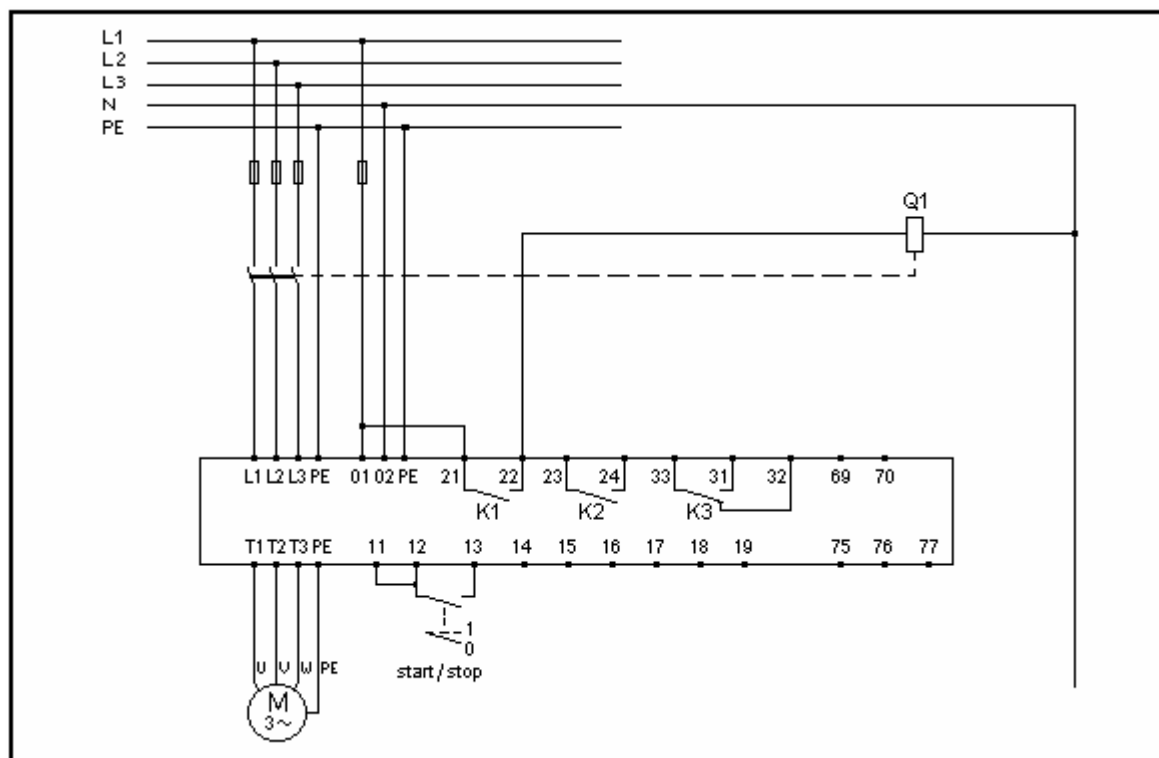 L1
L2
L3
N
PE
Q1
L1 L2 L3 PE 01 02 PE 21 22 23 24 33 31 32 69 70
K1 K2 K3
T1 T2 T3 PE 11 12 13 14 15 16 17 18 19 75 76 77
1
0
start/stop
U V W PE
M
3~